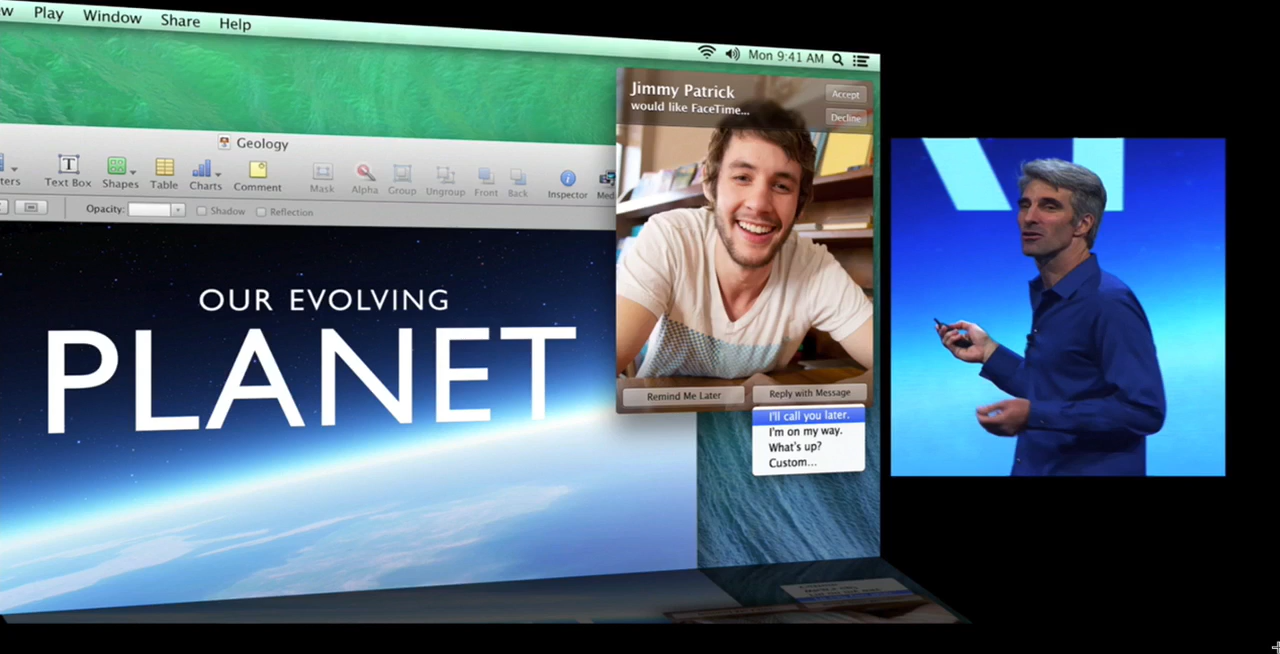 Play Window Share Help
Mon 9:41 AM
Jimmy Patrick
would like FaceTime...
Accept
Decline
Geology
Text Box Shapes Table Charts Comment Mask Alpha Group Ungroup Front Back Inspector
Opacity: Shadow Reflection
OUR EVOLVING
PLANET
Remind Me Later Reply with Message
I'll call you later.
I'm on my way.
What's up?
Custom...